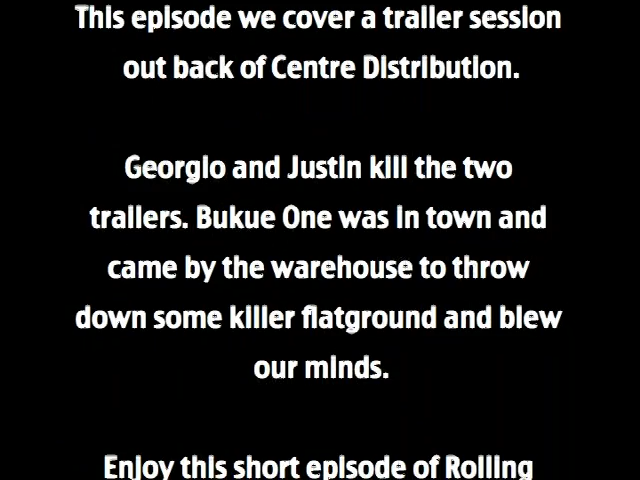 This episode we cover a trailer session
out back of Centre Distribution.
Georgio and Justin kill the two
trailers. Bukue One was in town and
came by the warehouse to throw
down some killer flatground and blew
our minds.
Enjoy this short episode of Rolling